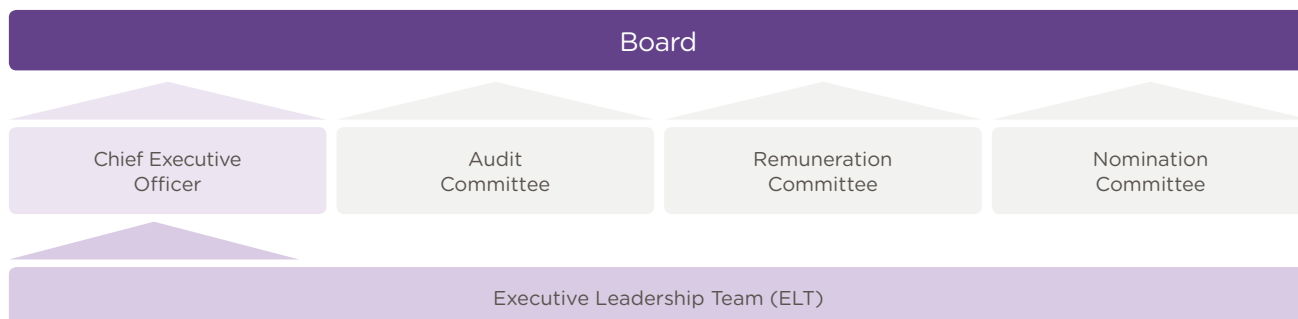 Board
Chief Executive
Officer
Audit
Committee
Remuneration
Committee
Nomination
Committee
Executive Leadership Team (ELT)